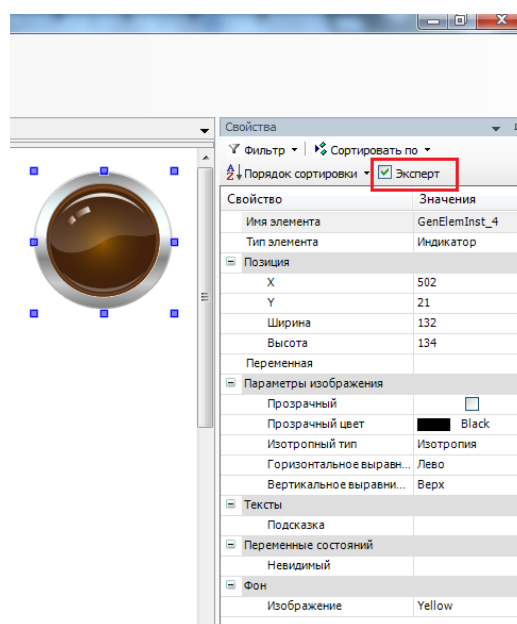 Свойства
Фильтр Сортировать по
Порядок сортировки Эксперт
Свойство Значения
Имя элемента GenElemInst_4
Тип элемента Индикатор
Позиция
X 502
Y 21
Ширина 132
Высота 134
Переменная
Параметры изображения
Прозрачный
Прозрачный цвет Black
Изотропный тип Изотропия
Горизонтальное выравн... Лево
Вертикальное выравни... Верх
Тексты
Подсказка
Переменные состояний
Невидимый
Фон
Изображение Yellow